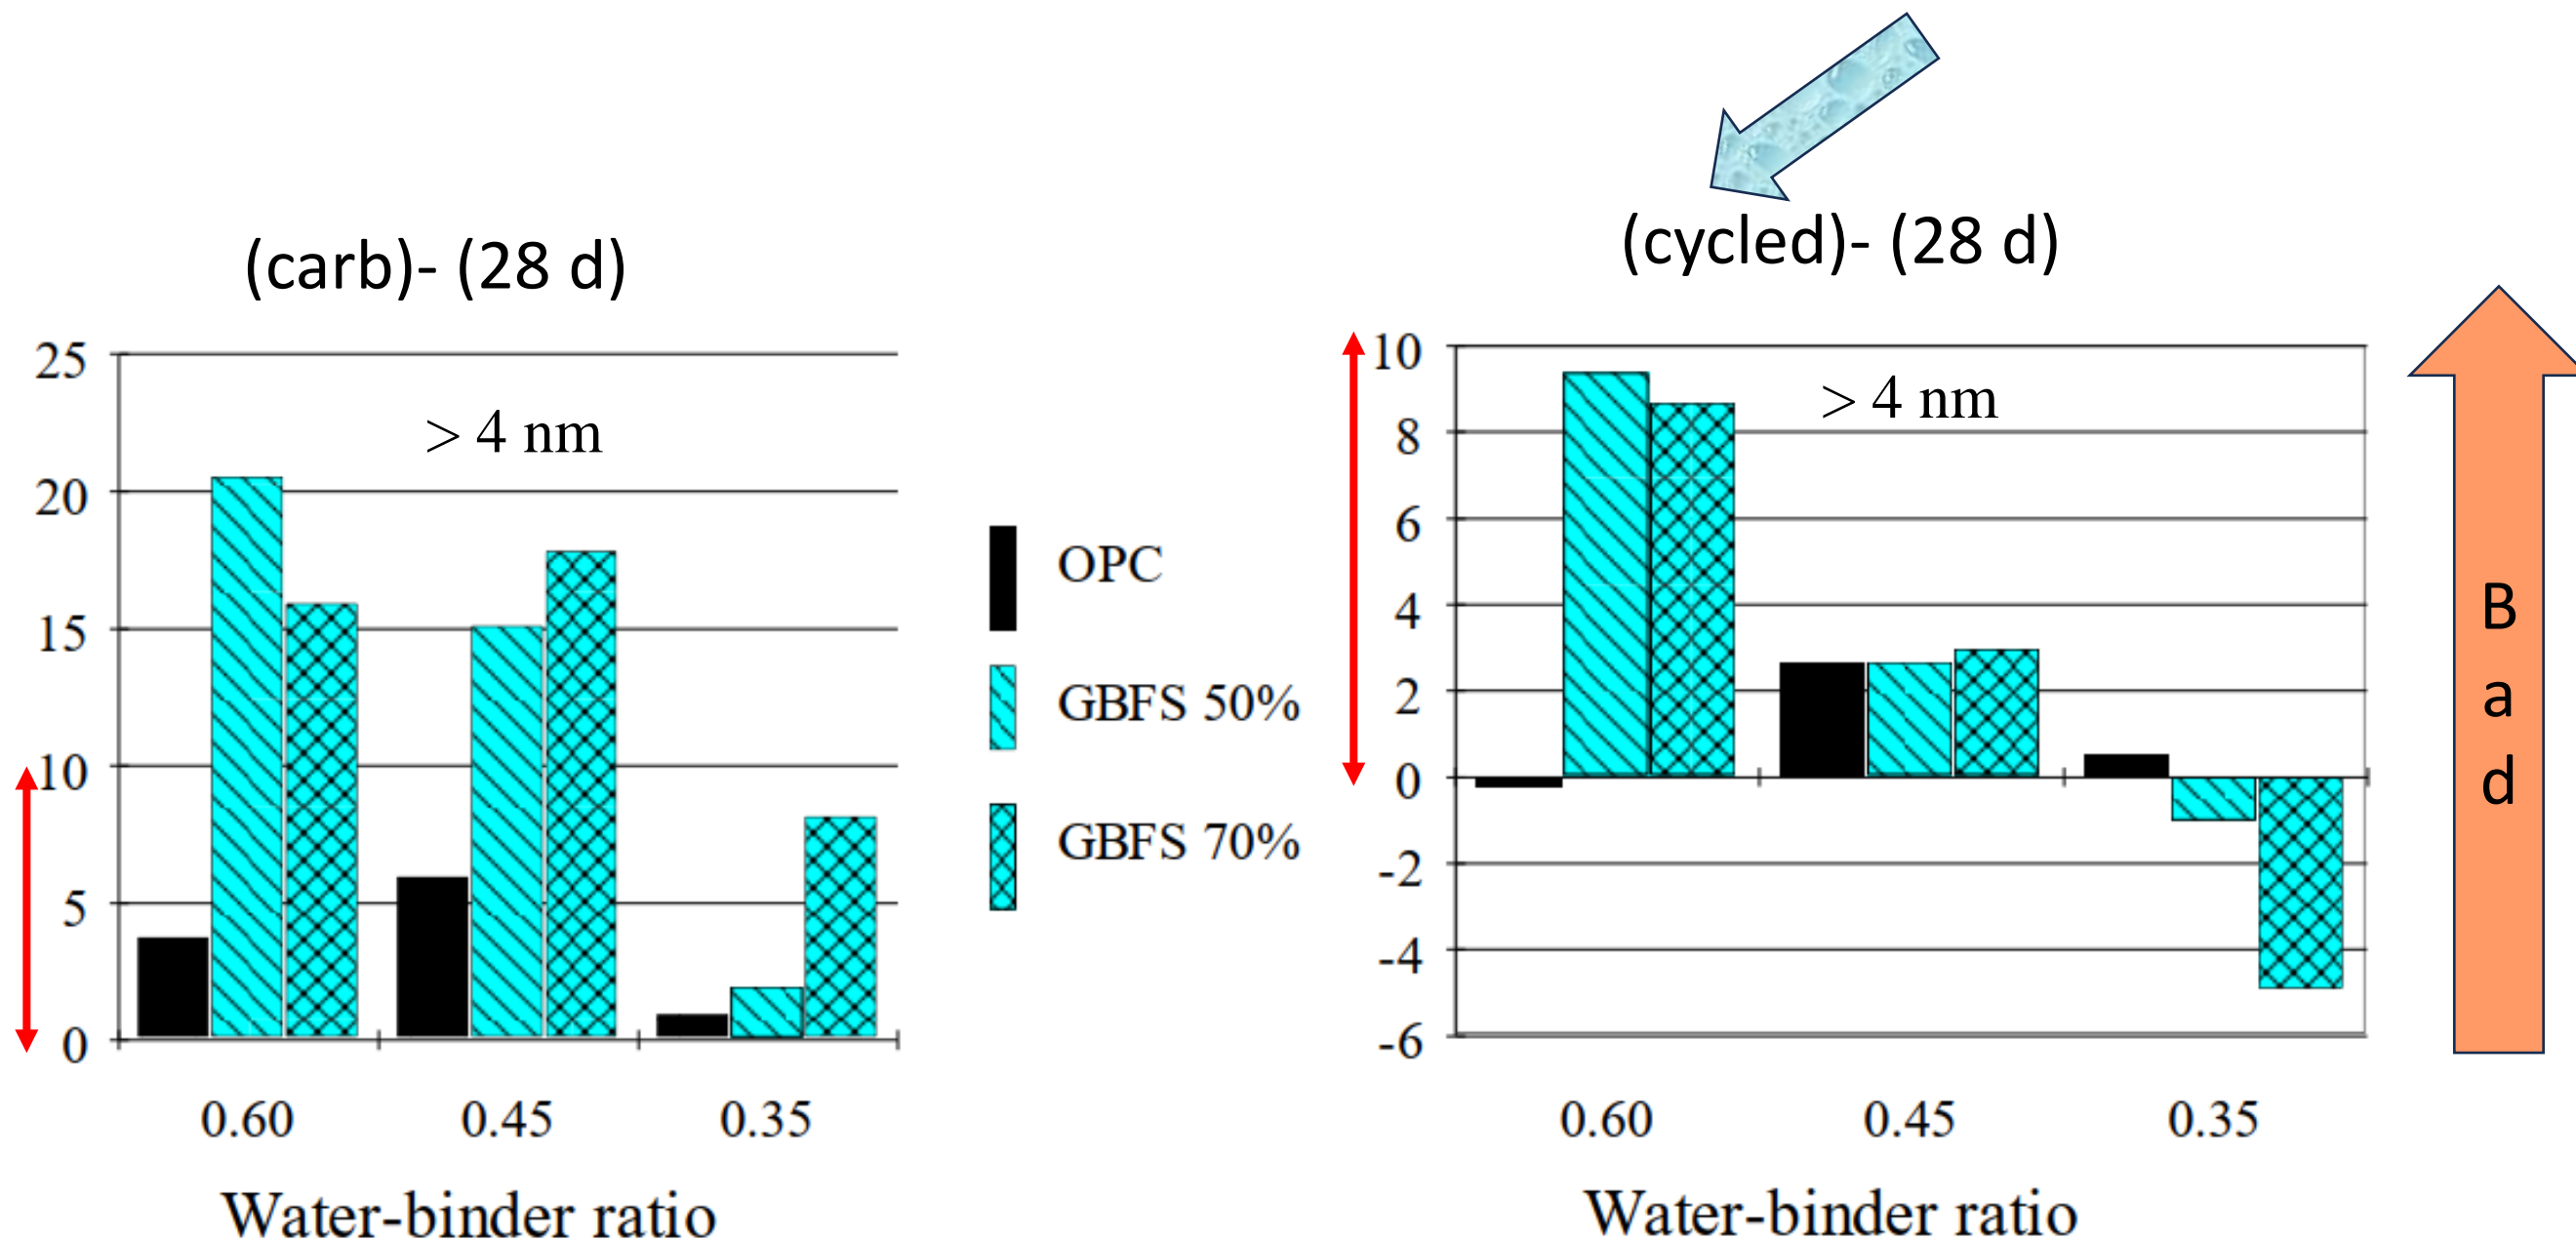 (carb)- (28 d)
25
20
15
10
5
0
> 4 nm
0.60 0.45 0.35
Water-binder ratio
OPC
GBFS 50%
GBFS 70%
(cycled)- (28 d)
10
8
6
4
2
0
-2
-4
-6
> 4 nm
0.60 0.45 0.35
Water-binder ratio
B
a
d